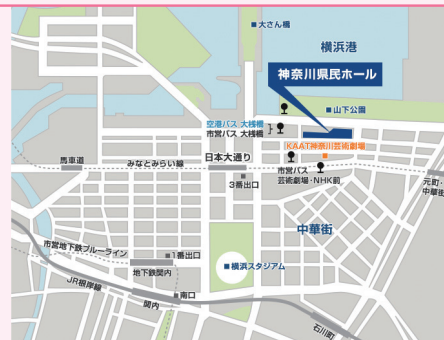 大さん橋
横浜港
神奈川県民ホール
山下公園
空港バス 大桟橋
市営バス 大桟橋
KAAT神奈川芸術劇場
日本大通り
馬車道
みなとみらい線
3番出口
市営バス
芸術劇場・NHK前
元町・
中華街
中華街
市営地下鉄ブルーライン
1番出口
地下鉄関内
横浜スタジアム
JR根岸線
関内
南口
石川町